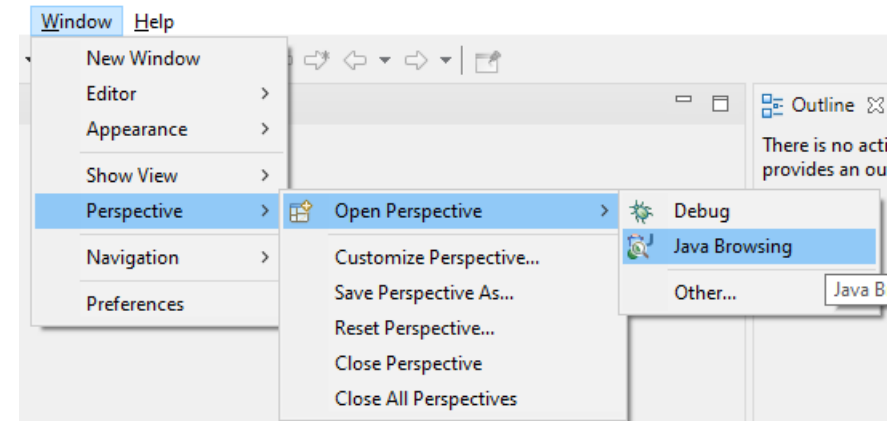 Window Help
New Window
Editor
Appearance
Outline
There is no acti
provides an ou
Show View
Perspective
Open Perspective
Debug
Java Browsing
Navigation
Customize Perspective...
Save Perspective As...
Other...
Java B
Preferences
Reset Perspective...
Close Perspective
Close All Perspectives